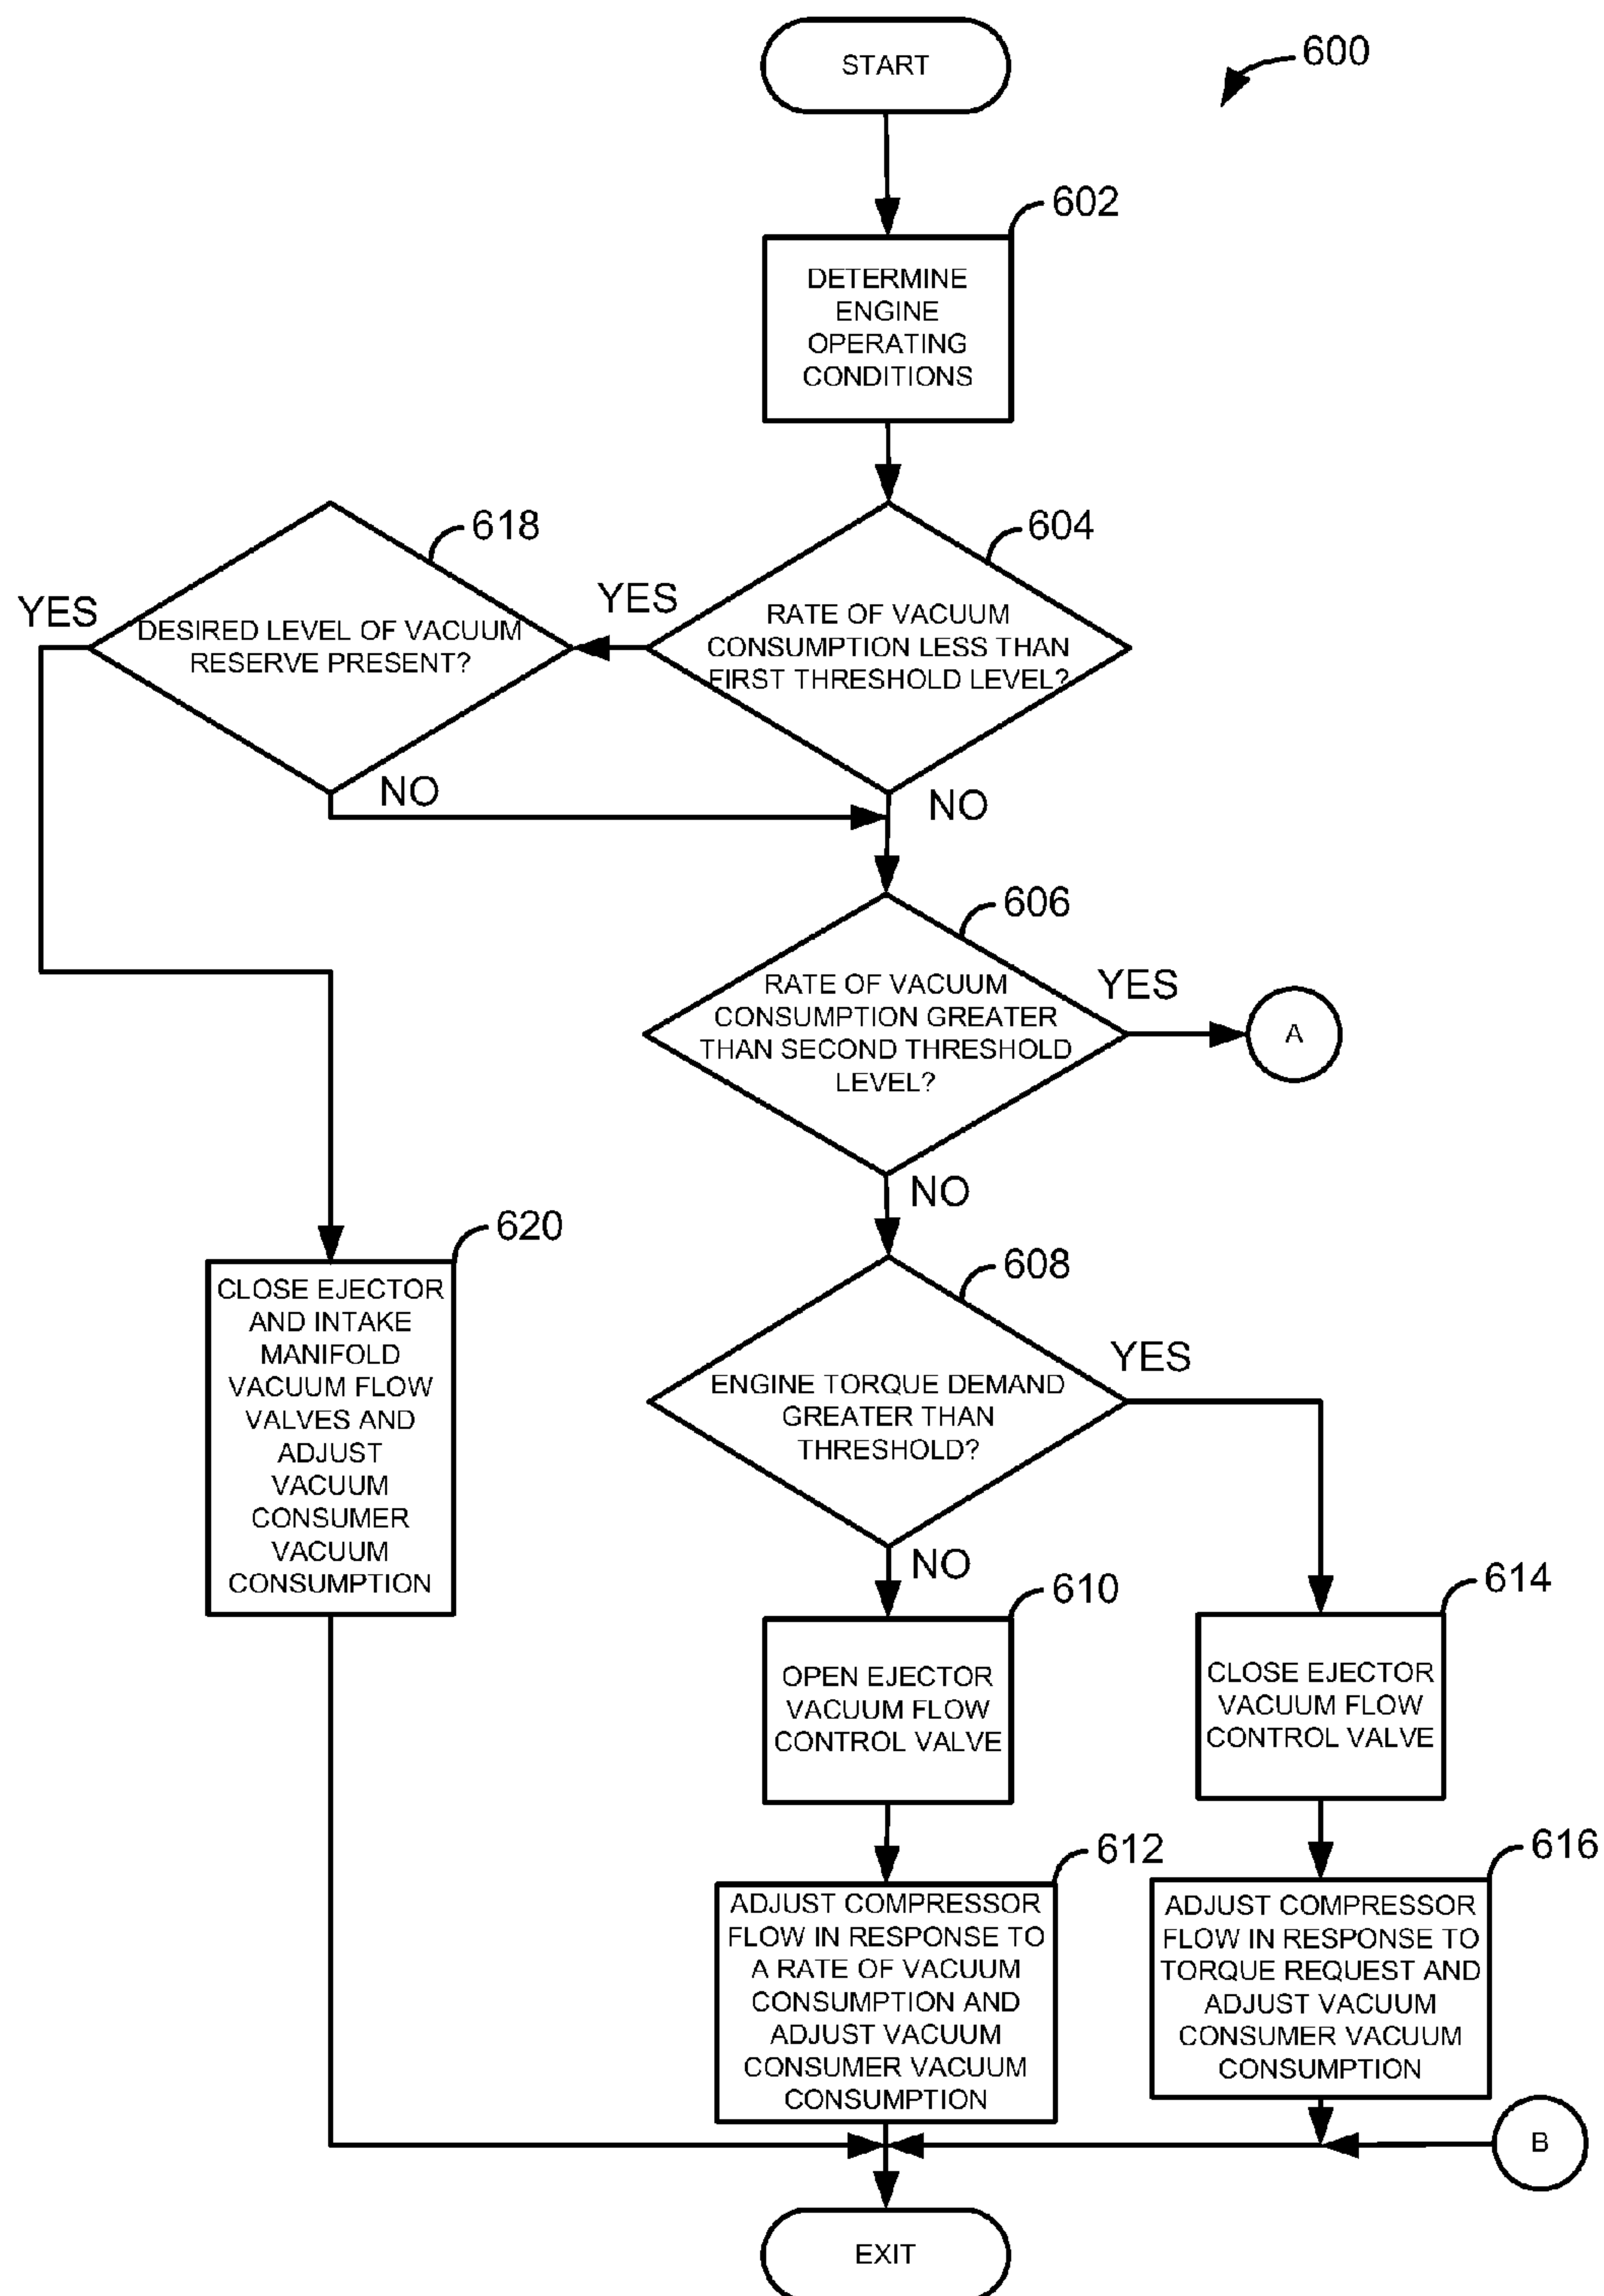 START
600
602
DETERMINE
ENGINE
OPERATING
CONDITIONS
618
604
YES
YES
DESIRED LEVEL OF VACUUM
RESERVE PRESENT?
RATE OF VACUUM
CONSUMPTION LESS THAN
FIRST THRESHOLD LEVEL?
NO
NO
606
RATE OF VACUUM
CONSUMPTION GREATER
THAN SECOND THRESHOLD
LEVEL?
YES
A
NO
620
CLOSE EJECTOR
AND INTAKE
MANIFOLD
VACUUM FLOW
VALVES AND
ADJUST
VACUUM
CONSUMER
VACUUM
CONSUMPTION
608
ENGINE TORQUE DEMAND
GREATER THAN
THRESHOLD?
YES
NO
610
OPEN EJECTOR
VACUUM FLOW
CONTROL VALVE
614
CLOSE EJECTOR
VACUUM FLOW
CONTROL VALVE
612
ADJUST COMPRESSOR
FLOW IN RESPONSE TO
A RATE OF VACUUM
CONSUMPTION AND
ADJUST VACUUM
CONSUMER VACUUM
CONSUMPTION
616
ADJUST COMPRESSOR
FLOW IN RESPONSE TO
TORQUE REQUEST AND
ADJUST VACUUM
CONSUMER VACUUM
CONSUMPTION
B
EXIT